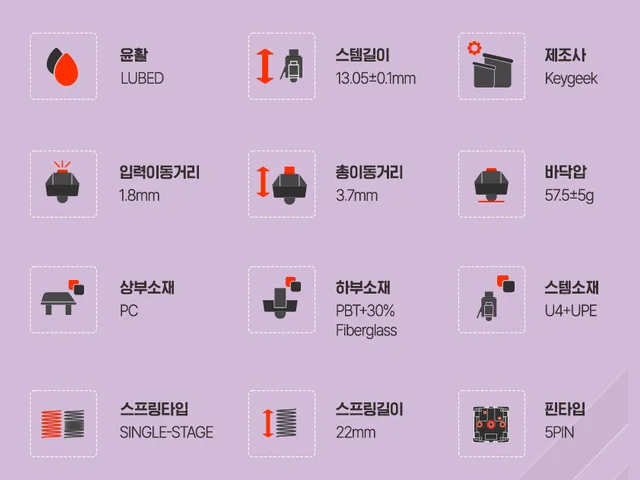 윤활
LUBED
스템길이
13.05±0.1mm
제조사
Keygeek
입력이동거리
1.8mm
총이동거리
3.7mm
바닥압
57.5±5g
상부소재
PC
하부소재
PBT+30%
Fiberglass
스템소재
U4+UPE
스프링타입
SINGLE-STAGE
스프링길이
22mm
핀타입
5PIN